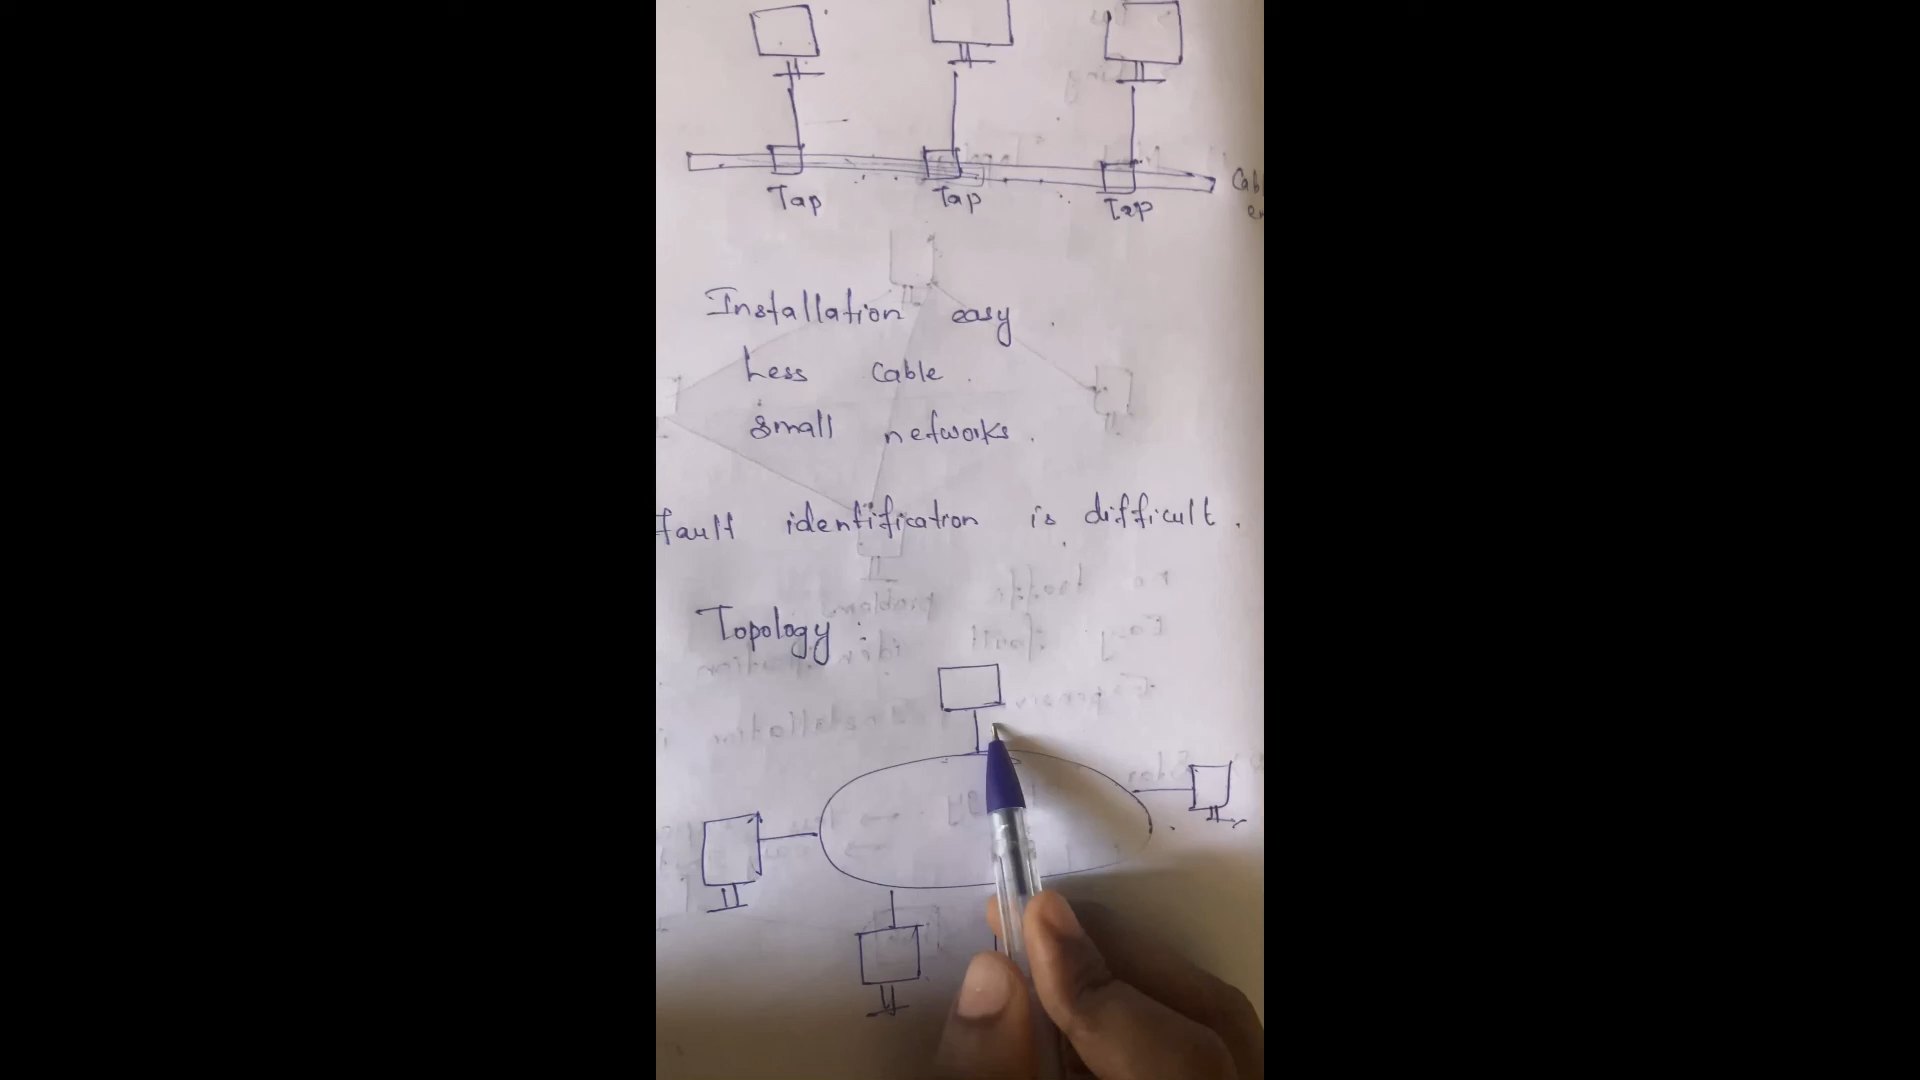 Tap Tap Tap
Installation easy .
Less Cable .
Small networks .
fault identification is difficult .
Topology :